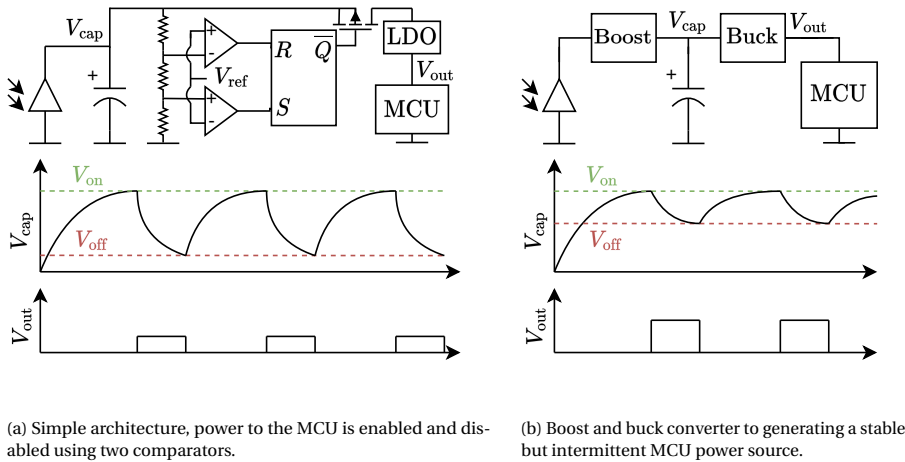 V_cap
+
+
-
+
-
V_ref
R
Q̅
S
LDO
V_out
MCU
V_on
V_off
V_cap
V_out
(a) Simple architecture, power to the MCU is enabled and dis-
abled using two comparators.
Boost
V_cap
Buck
V_out
+
MCU
V_on
V_off
V_cap
V_out
(b) Boost and buck converter to generating a stable
but intermittent MCU power source.